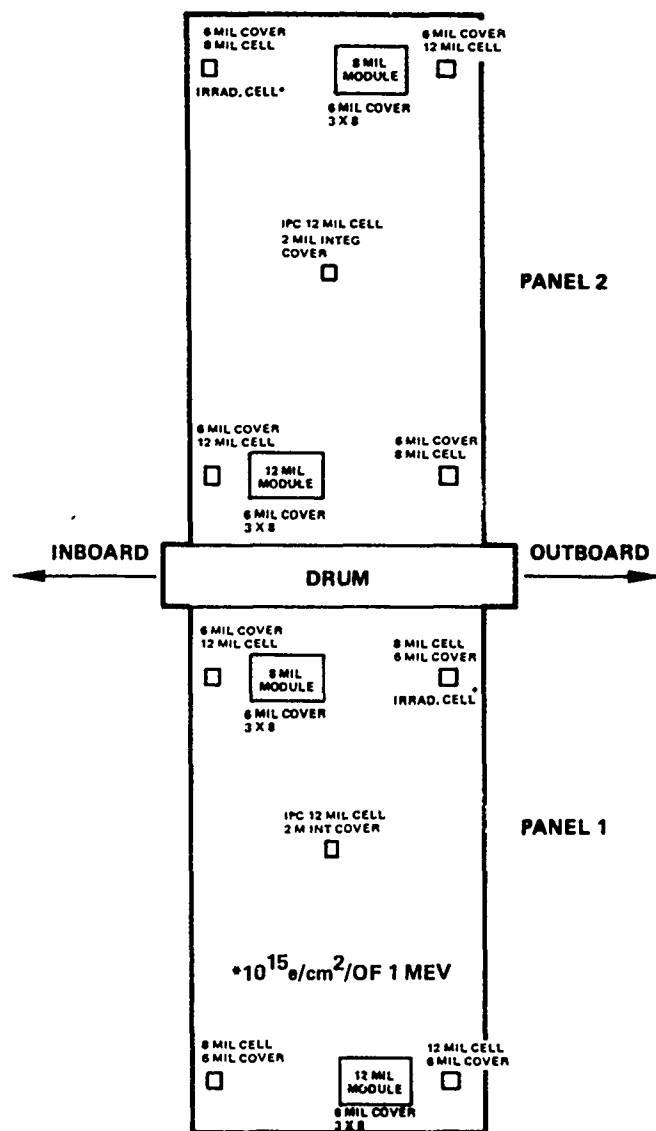 6 MIL COVER
8 MIL CELL
IRRAD. CELL*
8 MIL
MODULE
6 MIL COVER
3 X 8
6 MIL COVER
12 MIL CELL
IPC 12 MIL CELL
2 MIL INTEG
COVER
PANEL 2
6 MIL COVER
12 MIL CELL
12 MIL
MODULE
6 MIL COVER
3 X 8
6 MIL COVER
8 MIL CELL
INBOARD
DRUM
OUTBOARD
6 MIL COVER
12 MIL CELL
8 MIL
MODULE
6 MIL COVER
3 X 8
8 MIL CELL
6 MIL COVER
IRRAD. CELL*
IPC 12 MIL CELL
2 M INT COVER
PANEL 1
*10^15 e/cm^2/OF 1 MEV
8 MIL CELL
6 MIL COVER
12 MIL
MODULE
6 MIL COVER
3 X 8
12 MIL CELL
6 MIL COVER